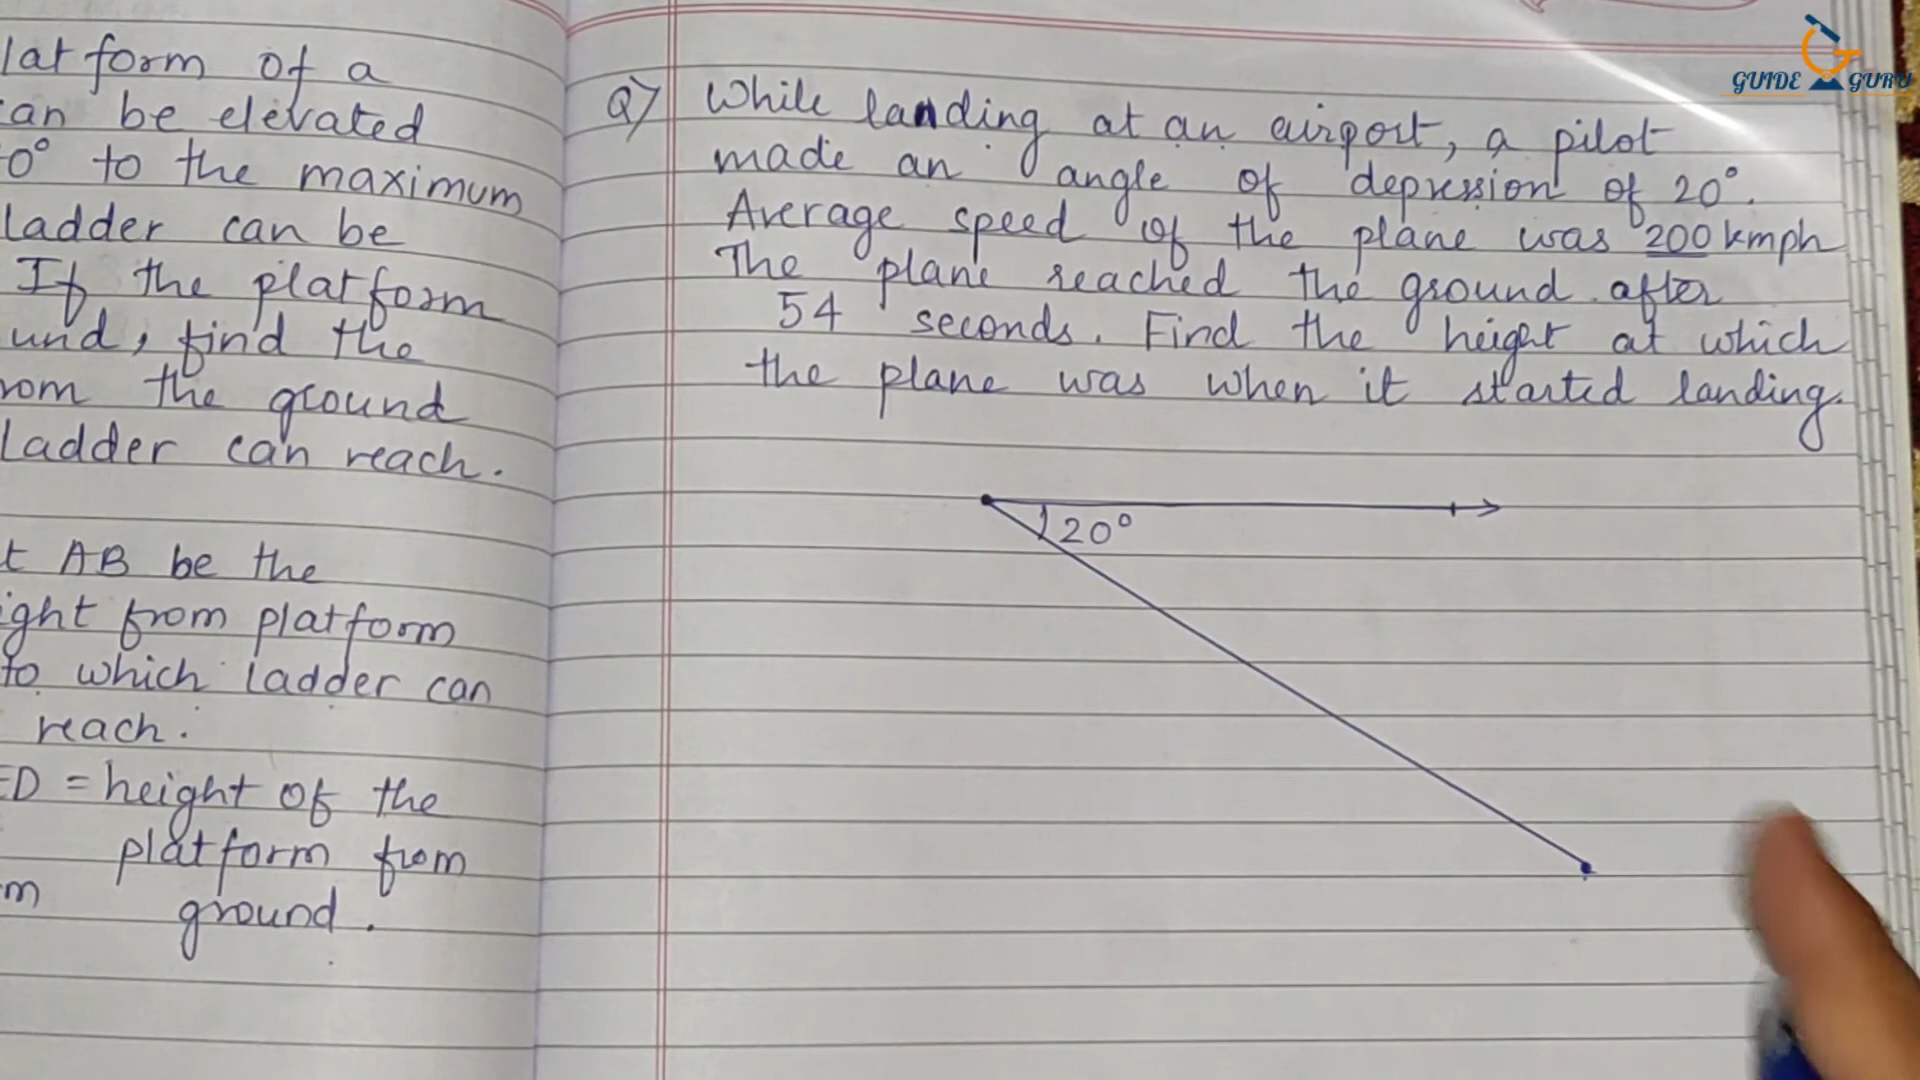 lat form of a
can be elevated
0° to the maximum
ladder can be
If the platform
und, find the
rom the ground
ladder can reach.
t AB be the
ight from platform
to which ladder can
reach.
ED = height of the
platform from
m ground.
GUIDE GURU
Q7 While landing at an airport, a pilot
made an angle of depression of 20°.
Average speed of the plane was 200 kmph
The plane reached the ground after
54 seconds. Find the height at which
the plane was when it started landing.
20°